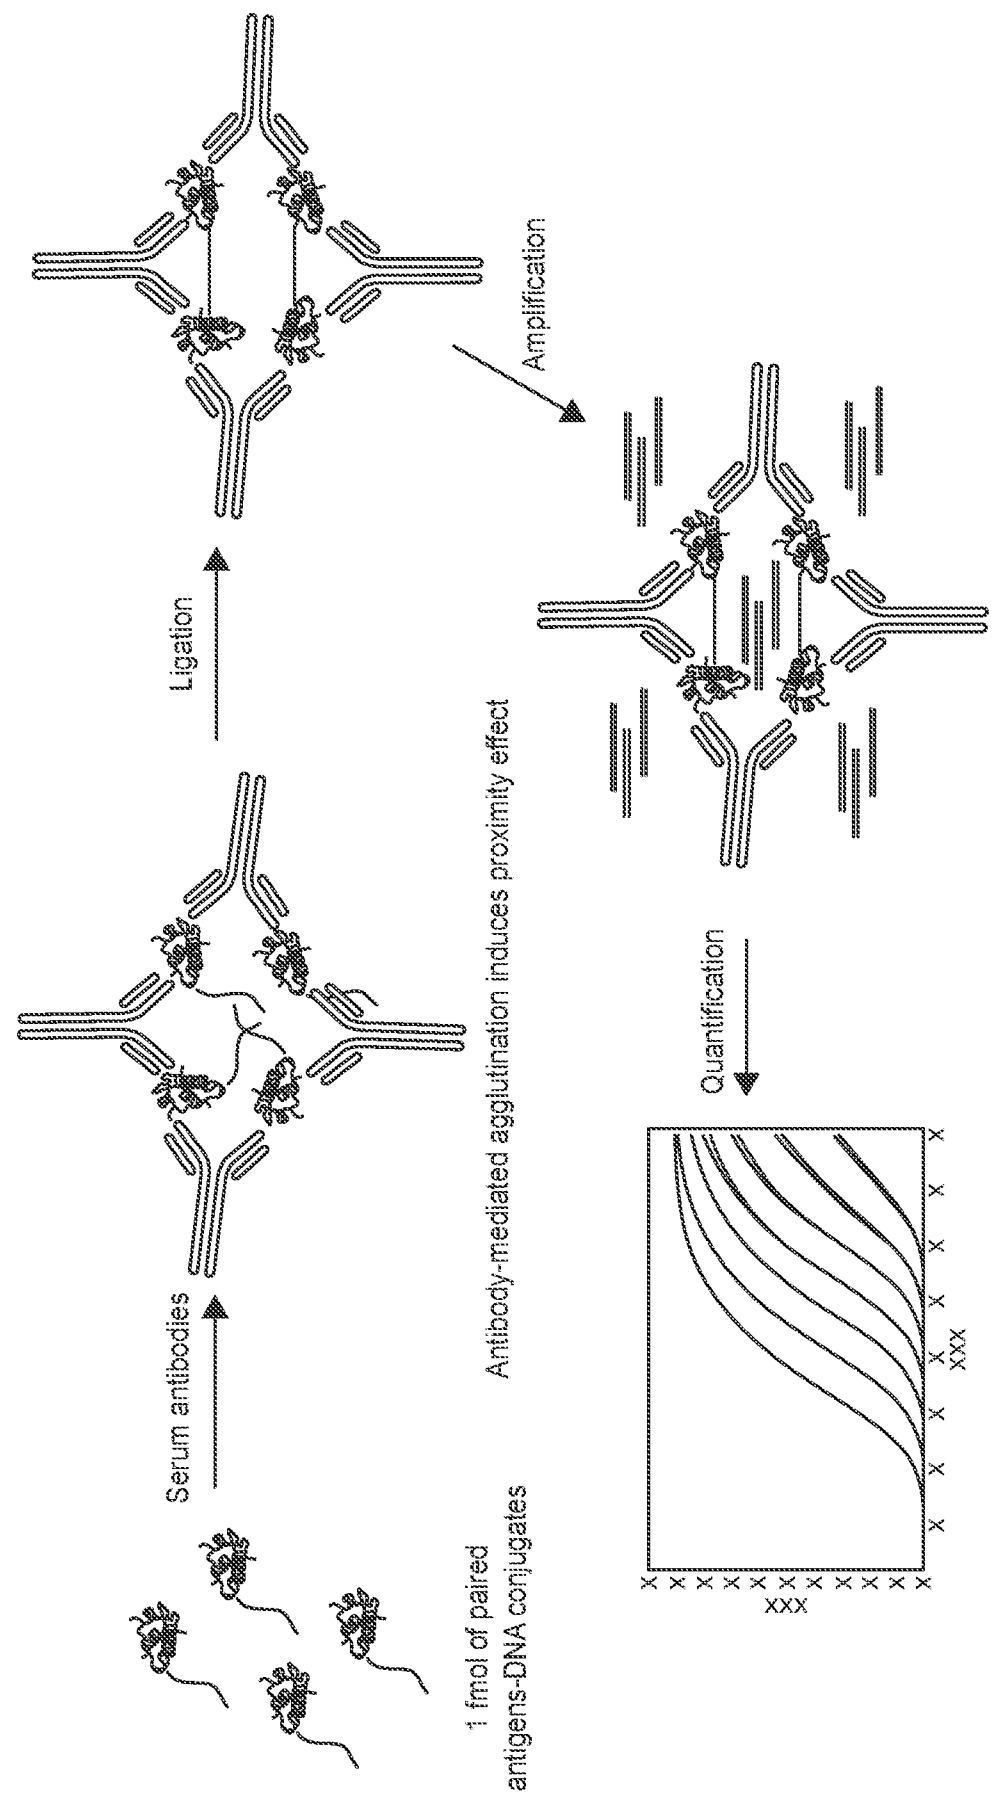 Serum antibodies
Ligation
1 fmol of paired
antigens-DNA conjugates
Antibody-mediated agglutination induces proximity effect
Amplification
Quantification
X
X
X
X
X
X
X
X
X
X
X
XXX
X X X X X X X X
XXX